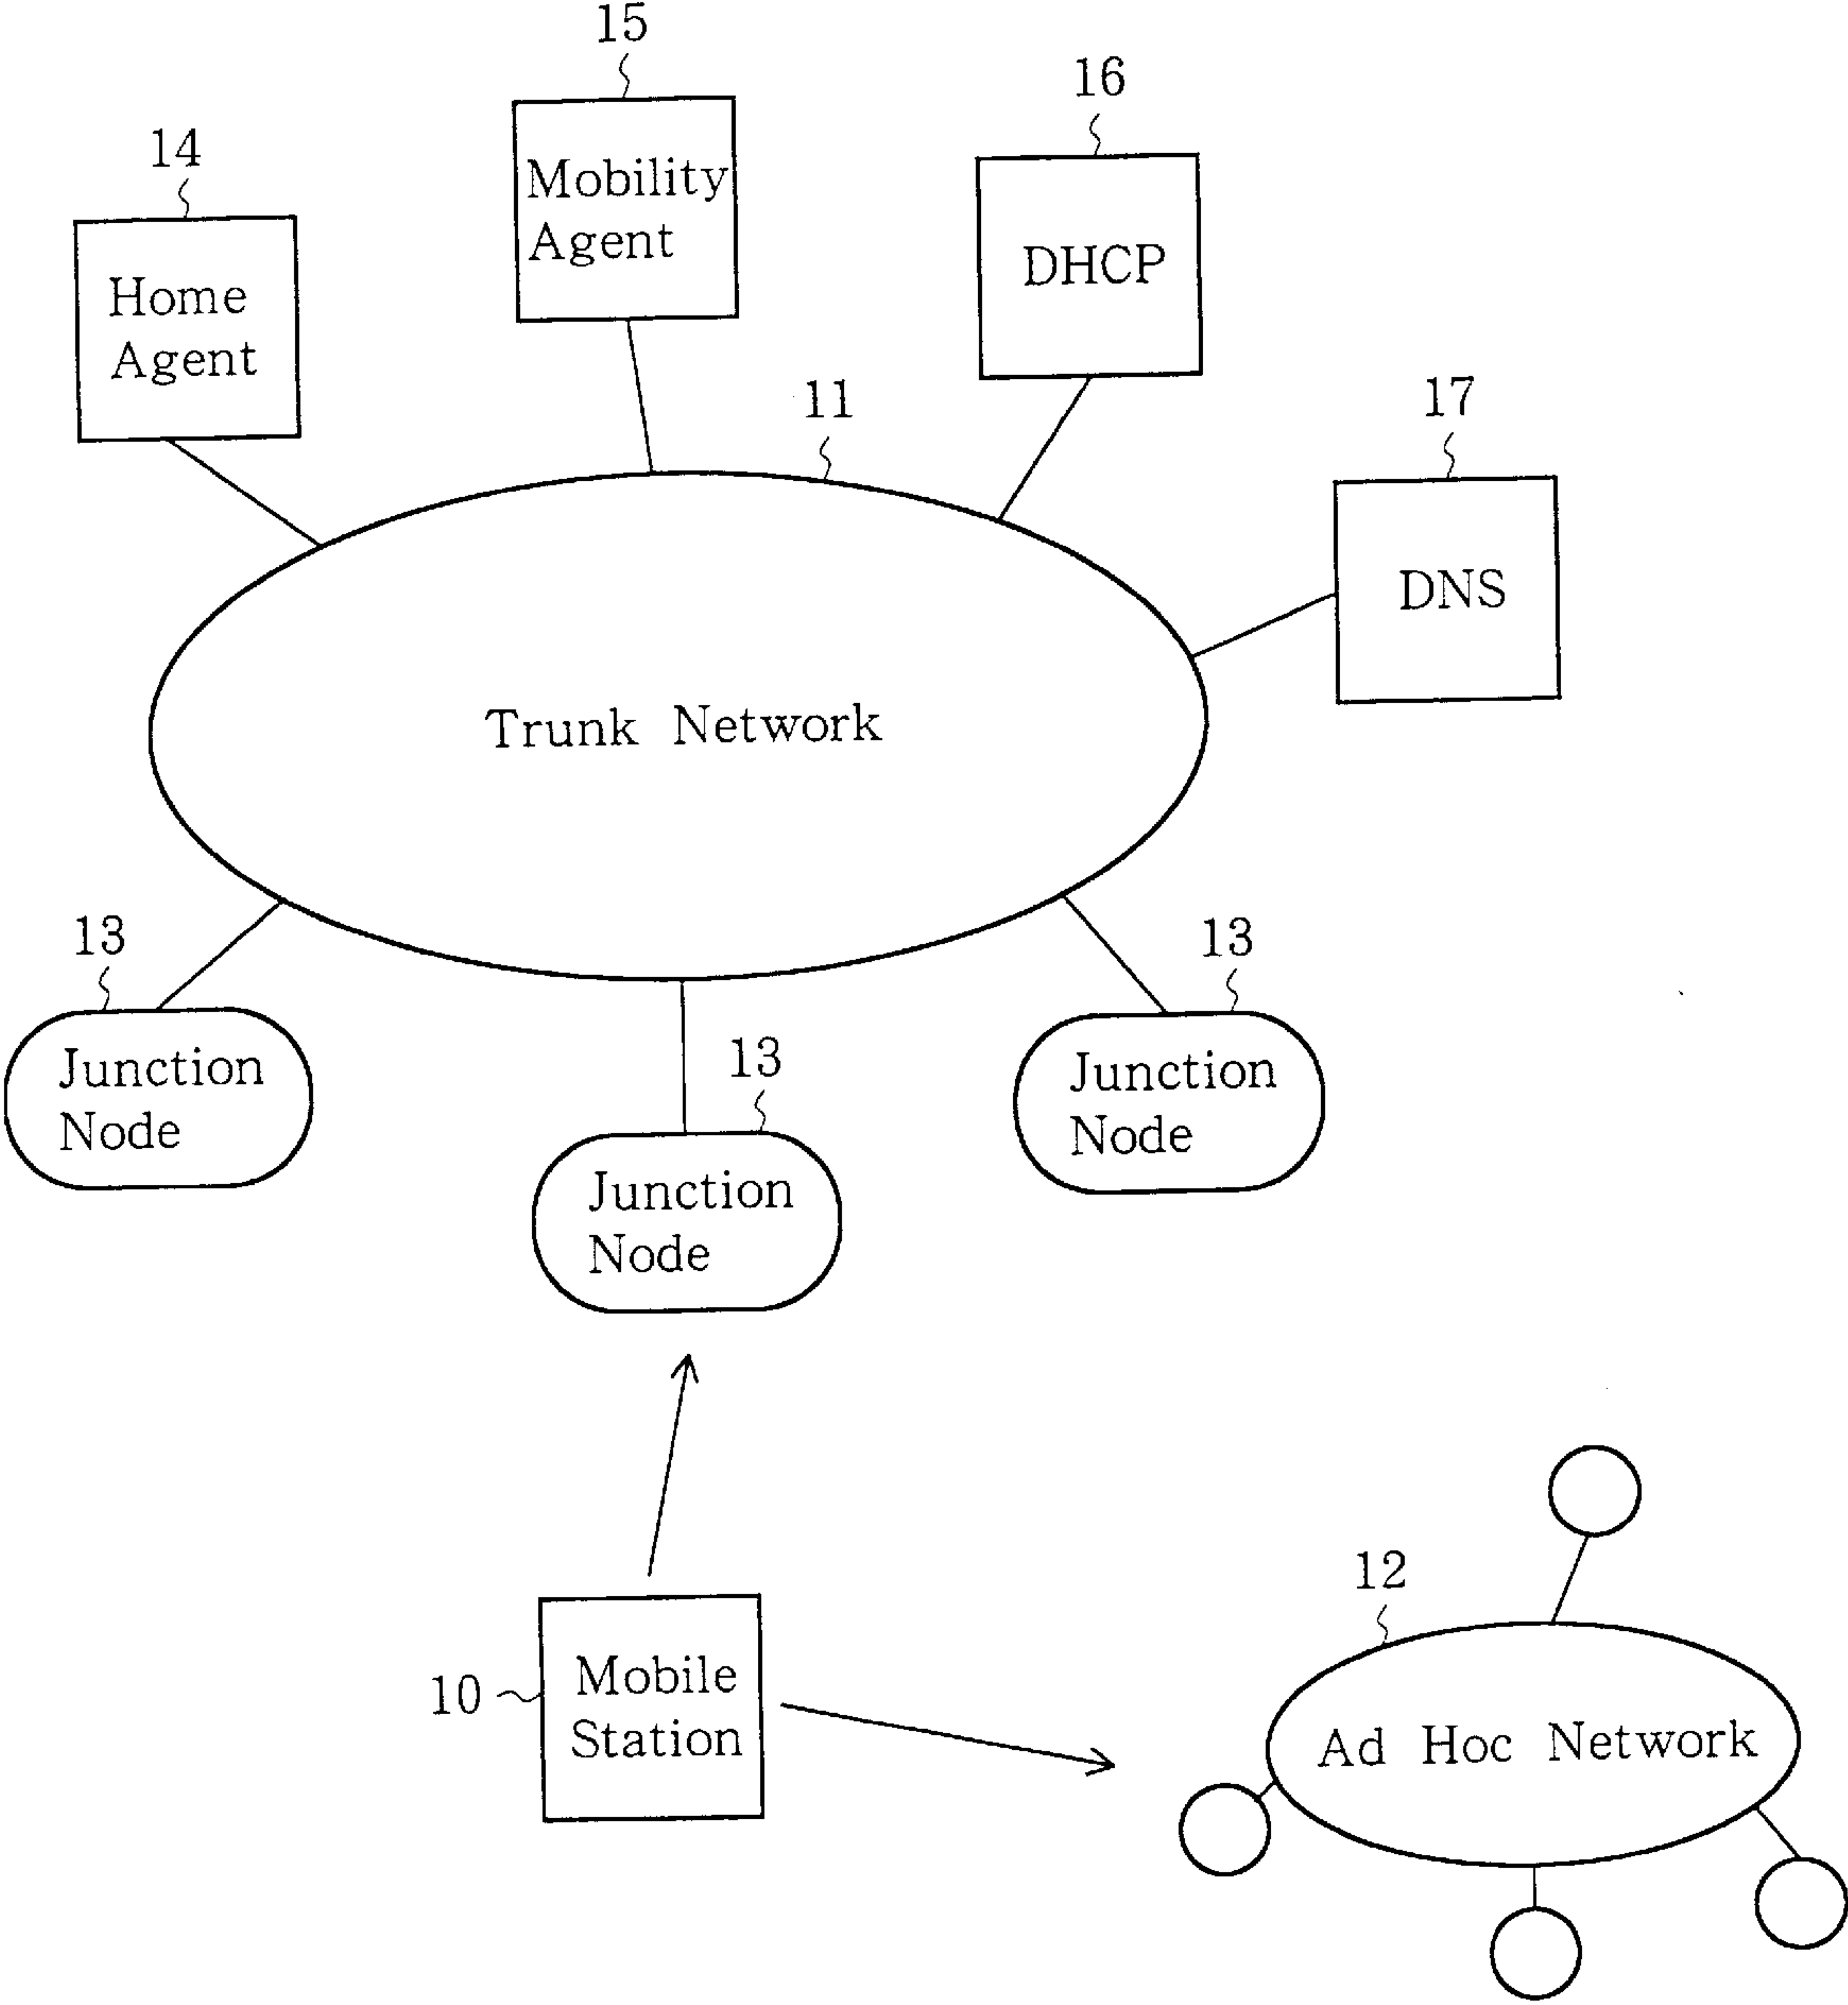 15
16
14
Mobility
Agent
DHCP
Home
Agent
11
17
DNS
Trunk Network
13
13
Junction
Node
13
Junction
Node
Junction
Node
12
10
Mobile
Station
Ad Hoc Network